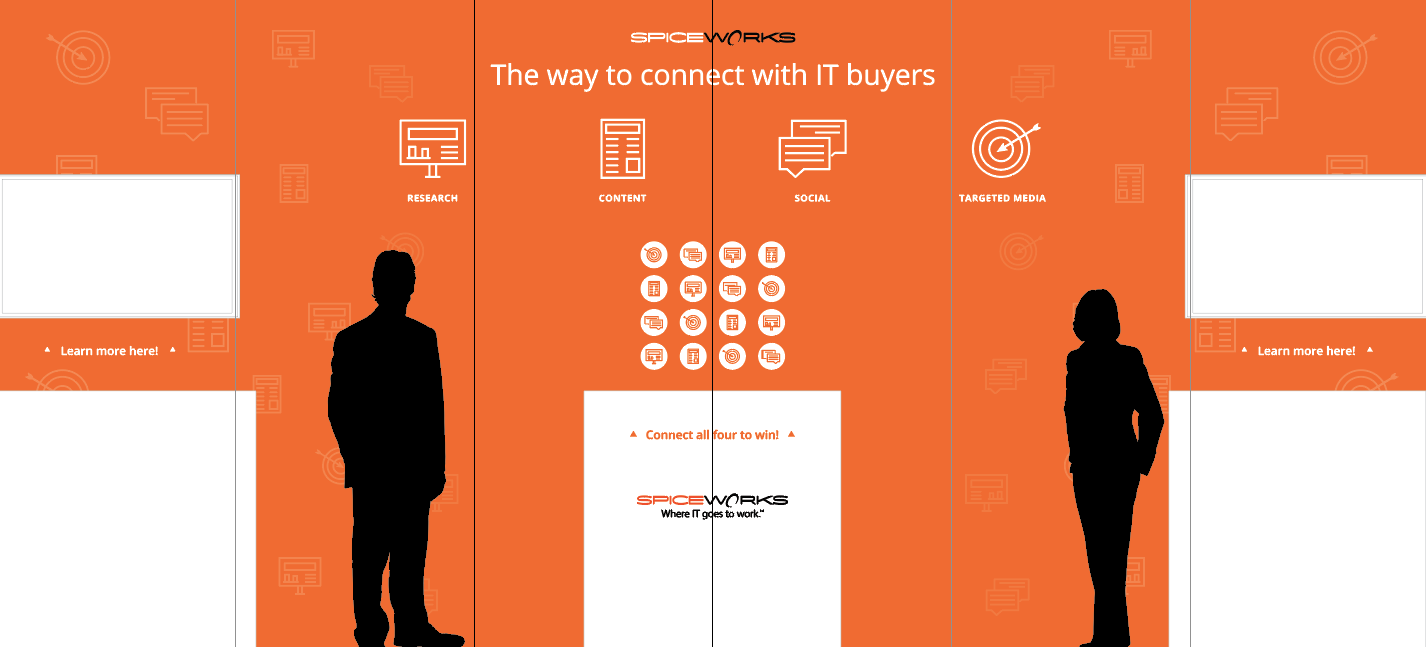 SPICEWORKS
The way to connect with IT buyers
RESEARCH
CONTENT
SOCIAL
TARGETED MEDIA
Learn more here!
Learn more here!
Connect all four to win!
SPICEWORKS
Where IT goes to work.℠